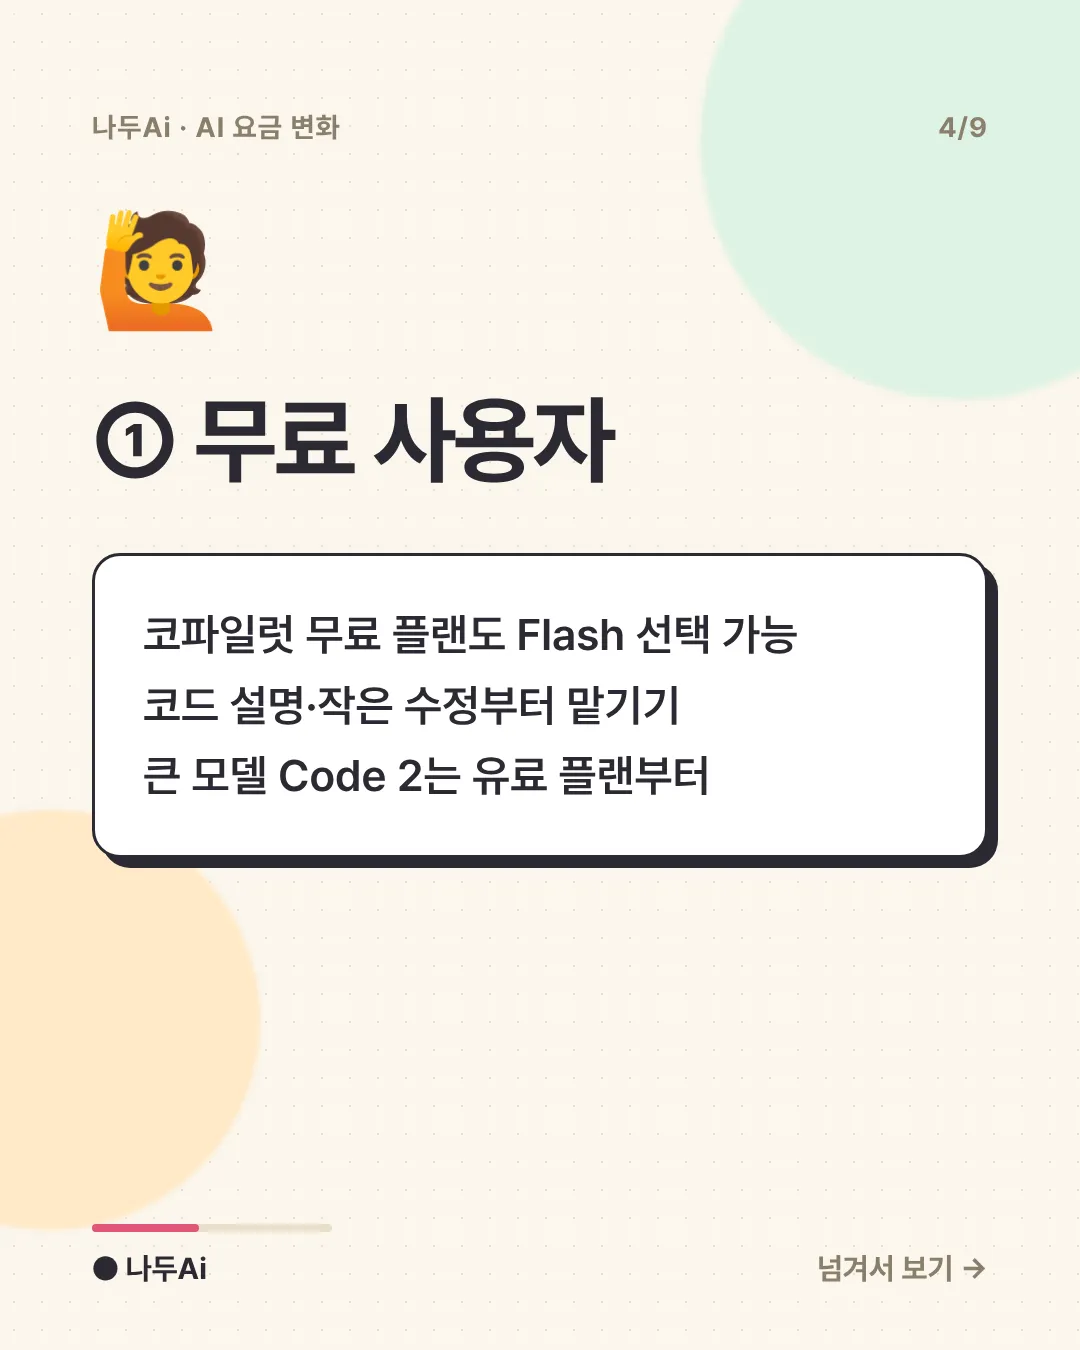 나두Ai · AI 요금 변화
4/9
① 무료 사용자
코파일럿 무료 플랜도 Flash 선택 가능
코드 설명·작은 수정부터 맡기기
큰 모델 Code 2는 유료 플랜부터
나두Ai
넘겨서 보기 →